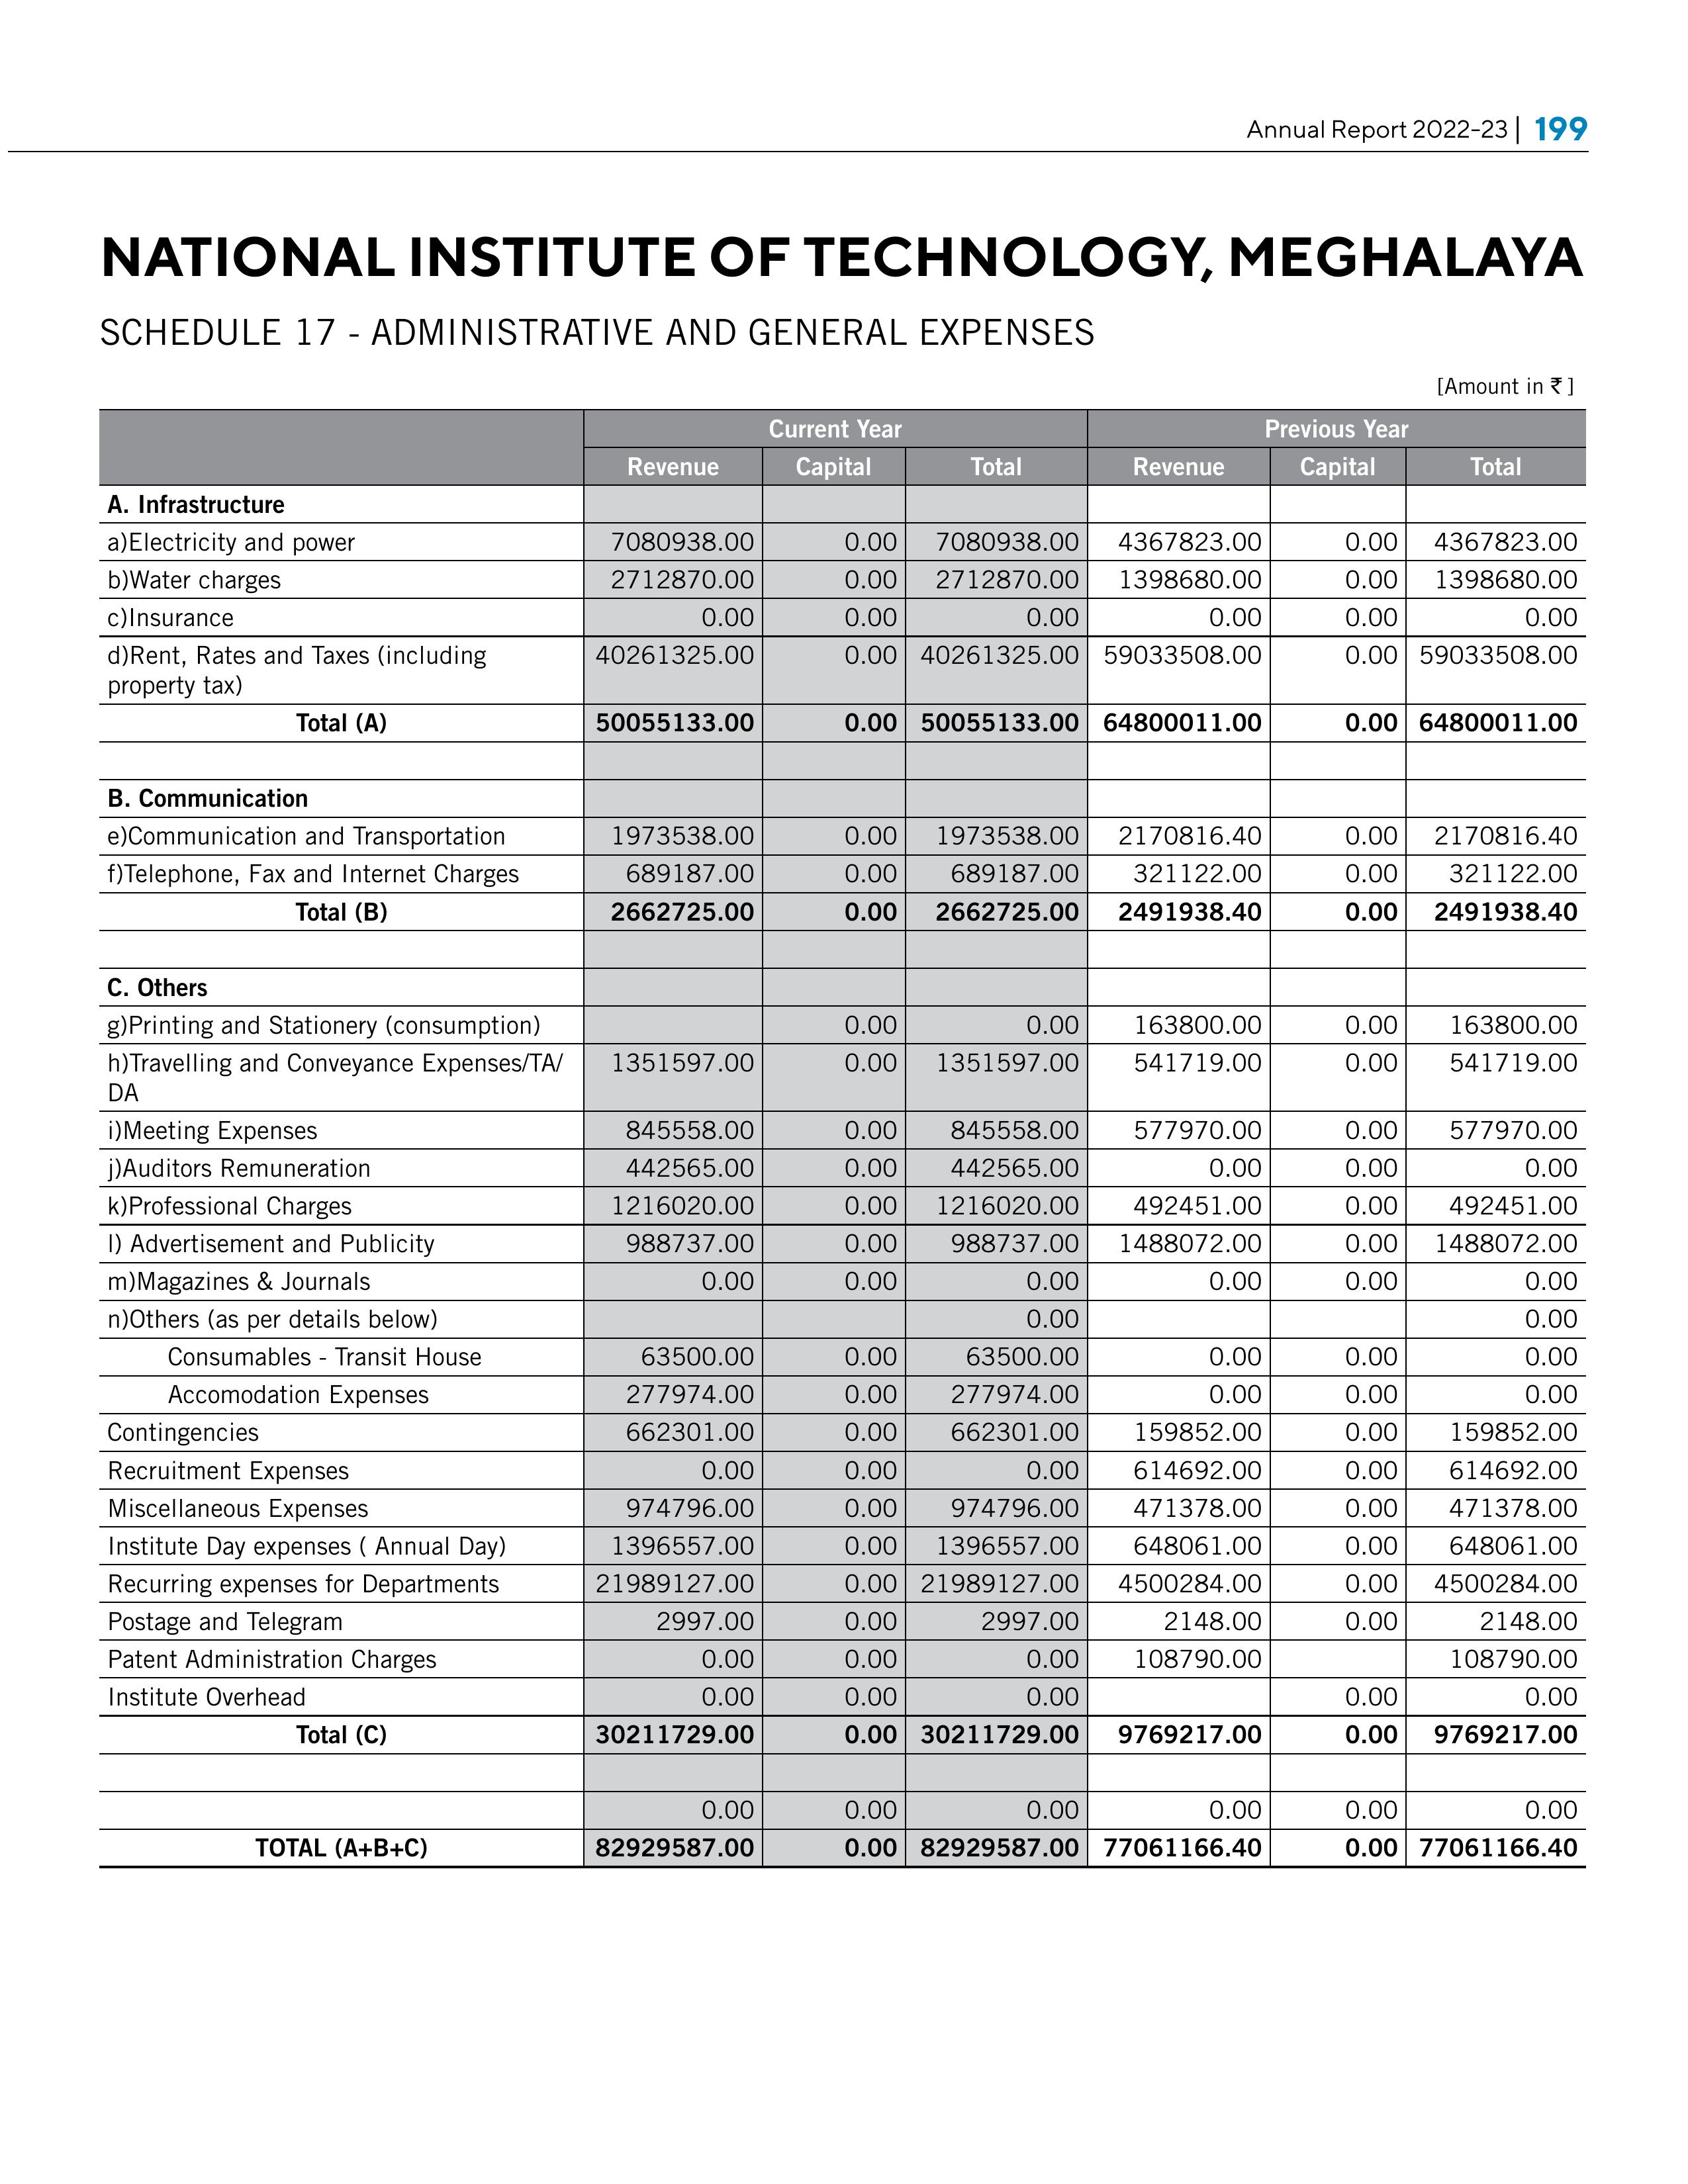 Annual Report 2022-23 | 199
NATIONAL INSTITUTE OF TECHNOLOGY, MEGHALAYA
SCHEDULE 17 - ADMINISTRATIVE AND GENERAL EXPENSES
[Amount in ₹ ]
Current Year Previous Year
Revenue Capital Total Revenue Capital Total
A. Infrastructure
a)Electricity and power 7080938.00 0.00 7080938.00 4367823.00 0.00 4367823.00
b)Water charges 2712870.00 0.00 2712870.00 1398680.00 0.00 1398680.00
c)Insurance 0.00 0.00 0.00 0.00 0.00 0.00
d)Rent, Rates and Taxes (including 40261325.00 0.00 40261325.00 59033508.00 0.00 59033508.00
property tax)
Total (A) 50055133.00 0.00 50055133.00 64800011.00 0.00 64800011.00
B. Communication
e)Communication and Transportation 1973538.00 0.00 1973538.00 2170816.40 0.00 2170816.40
f)Telephone, Fax and Internet Charges 689187.00 0.00 689187.00 321122.00 0.00 321122.00
Total (B) 2662725.00 0.00 2662725.00 2491938.40 0.00 2491938.40
C. Others
g)Printing and Stationery (consumption) 0.00 0.00 163800.00 0.00 163800.00
h)Travelling and Conveyance Expenses/TA/ 1351597.00 0.00 1351597.00 541719.00 0.00 541719.00
DA
i)Meeting Expenses 845558.00 0.00 845558.00 577970.00 0.00 577970.00
j)Auditors Remuneration 442565.00 0.00 442565.00 0.00 0.00 0.00
k)Professional Charges 1216020.00 0.00 1216020.00 492451.00 0.00 492451.00
l) Advertisement and Publicity 988737.00 0.00 988737.00 1488072.00 0.00 1488072.00
m)Magazines & Journals 0.00 0.00 0.00 0.00 0.00 0.00
n)Others (as per details below) 0.00 0.00
Consumables - Transit House 63500.00 0.00 63500.00 0.00 0.00 0.00
Accomodation Expenses 277974.00 0.00 277974.00 0.00 0.00 0.00
Contingencies 662301.00 0.00 662301.00 159852.00 0.00 159852.00
Recruitment Expenses 0.00 0.00 0.00 614692.00 0.00 614692.00
Miscellaneous Expenses 974796.00 0.00 974796.00 471378.00 0.00 471378.00
Institute Day expenses ( Annual Day) 1396557.00 0.00 1396557.00 648061.00 0.00 648061.00
Recurring expenses for Departments 21989127.00 0.00 21989127.00 4500284.00 0.00 4500284.00
Postage and Telegram 2997.00 0.00 2997.00 2148.00 0.00 2148.00
Patent Administration Charges 0.00 0.00 0.00 108790.00 108790.00
Institute Overhead 0.00 0.00 0.00 0.00 0.00
Total (C) 30211729.00 0.00 30211729.00 9769217.00 0.00 9769217.00
0.00 0.00 0.00 0.00 0.00 0.00
TOTAL (A+B+C) 82929587.00 0.00 82929587.00 77061166.40 0.00 77061166.40